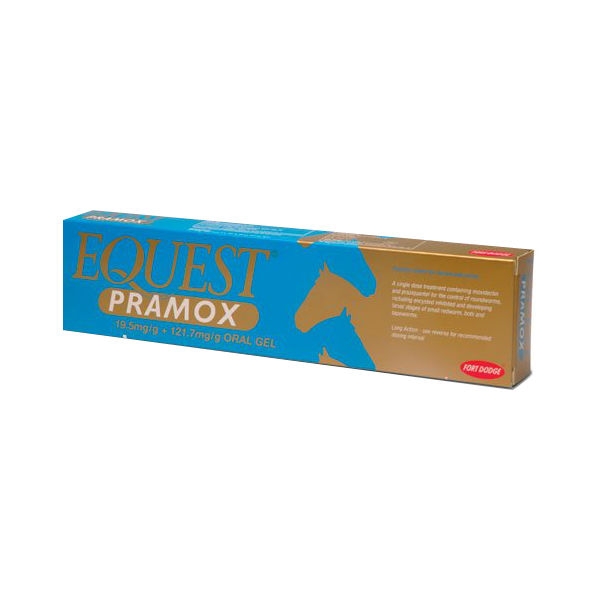 PRAMOX
EQUEST®
PRAMOX
19.5mg/g + 121.7mg/g ORAL GEL
A single dose treatment containing moxidectin
and praziquantel for the control of roundworms,
including encysted inhibited and developing
larval stages of small redworm, bots and
tapeworms.
Long Action - use reverse for recommended
dosing interval
FORT DODGE
PRAMOX